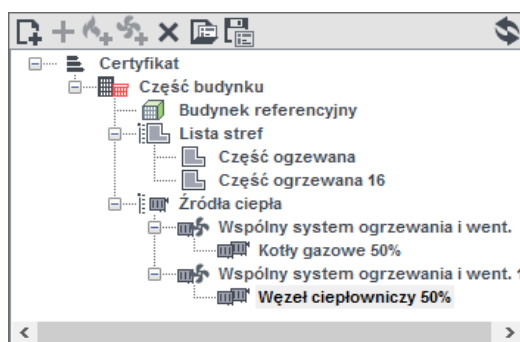 Certyfikat
Część budynku
Budynek referencyjny
Lista stref
Część ogzewana
Część ogrzewana 16
Źródła ciepła
Wspólny system ogrzewania i went.
Kotły gazowe 50%
Wspólny system ogrzewania i went. 1
Węzeł ciepłowniczy 50%